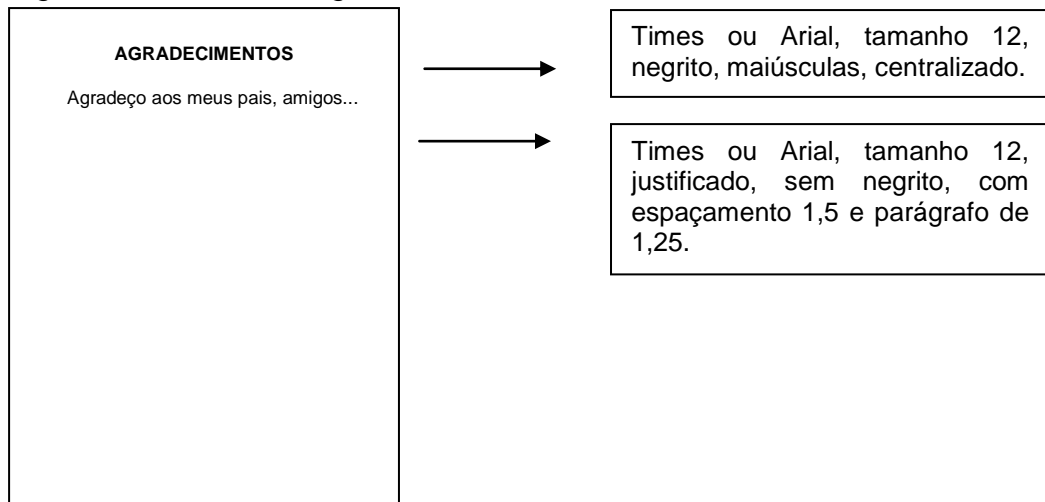 AGRADECIMENTOS
Agradeço aos meus pais, amigos...
Times ou Arial, tamanho 12,
negrito, maiúsculas, centralizado.
Times ou Arial, tamanho 12,
justificado, sem negrito, com
espaçamento 1,5 e parágrafo de
1,25.